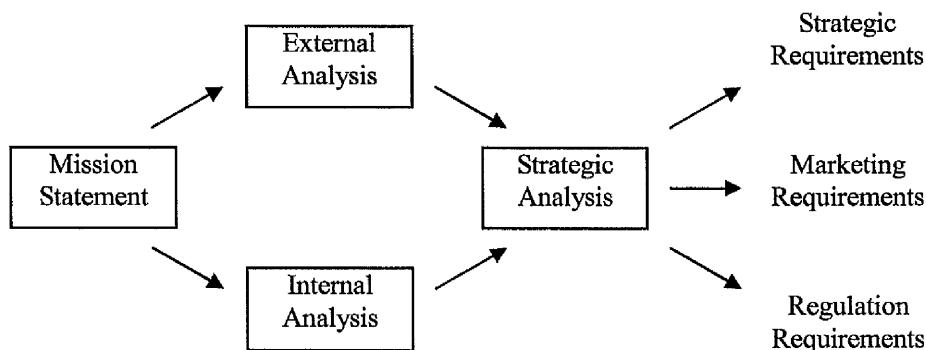 External
Analysis
Strategic
Requirements
Mission
Statement
Strategic
Analysis
Marketing
Requirements
Internal
Analysis
Regulation
Requirements